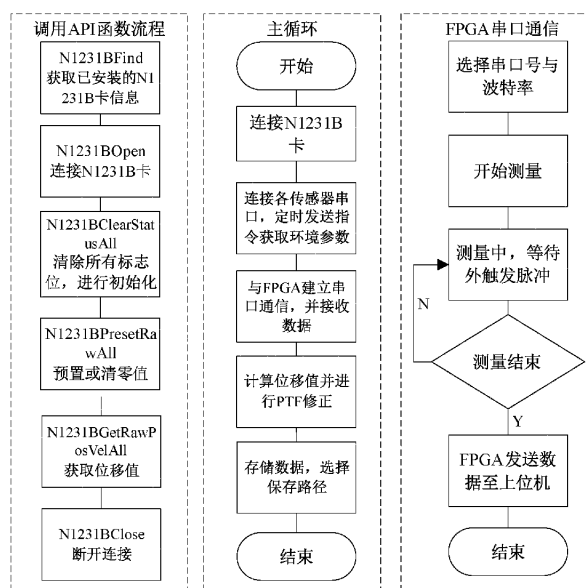 调用API函数流程
N1231BFind
获取已安装的N1
231B卡信息
N1231BOpen
连接N1231B卡
N1231BClearStat
usAll
清除所有标志
位，进行初始化
N1231BPresetRa
wAll
预置或清零值
N1231BGetRawP
osVelAll
获取位移值
N1231BClose
断开连接
主循环
开始
连接N1231B
卡
连接各传感器串
口，定时发送指
令获取环境参数
与FPGA建立串
口通信，并接收
数据
计算位移值并进
行PTF修正
存储数据，选择
保存路径
结束
FPGA串口通信
选择串口号与
波特率
开始测量
测量中，等待
外触发脉冲
N
测量结束
Y
FPGA发送数
据至上位机
结束